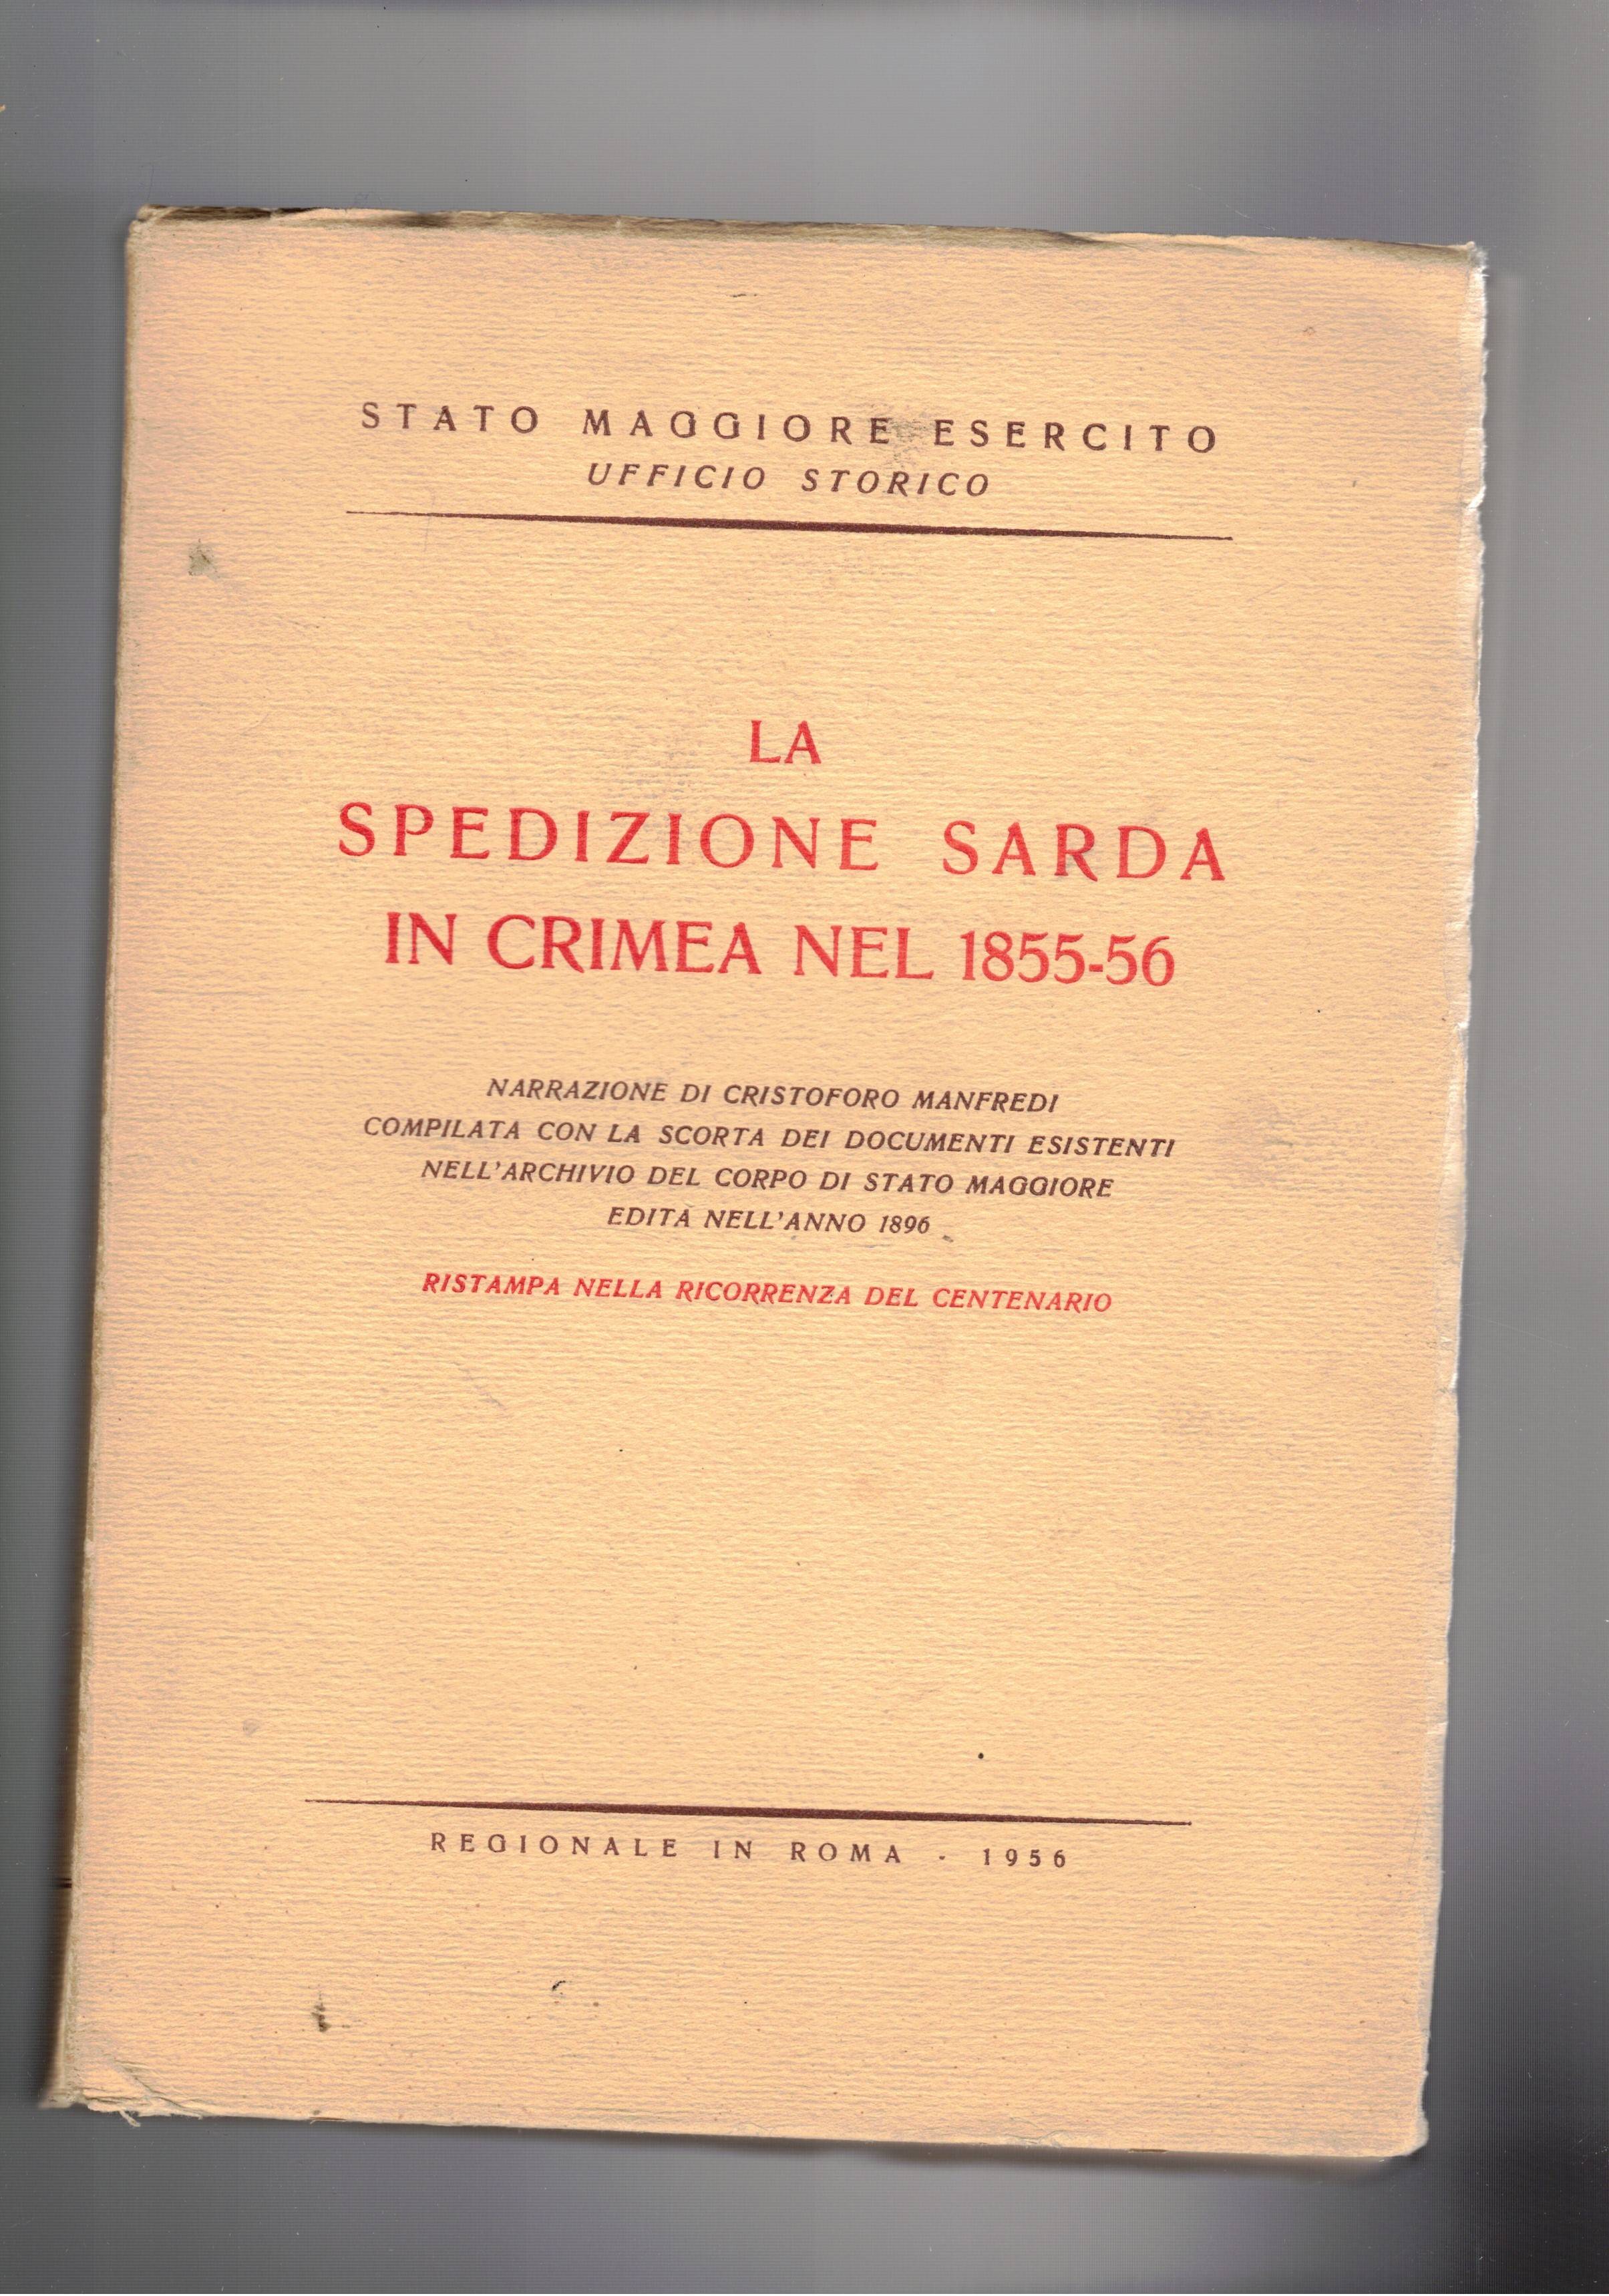 STATO MAGGIORE ESERCITO
UFFICIO STORICO
LA
SPEDIZIONE SARDA
IN CRIMEA NEL 1855-56
NARRAZIONE DI CRISTOFORO MANFREDI
COMPILATA CON LA SCORTA DEI DOCUMENTI ESISTENTI
NELL'ARCHIVIO DEL CORPO DI STATO MAGGIORE
EDITA NELL'ANNO 1896
RISTAMPA NELLA RICORRENZA DEL CENTENARIO
REGIONALE IN ROMA - 1956